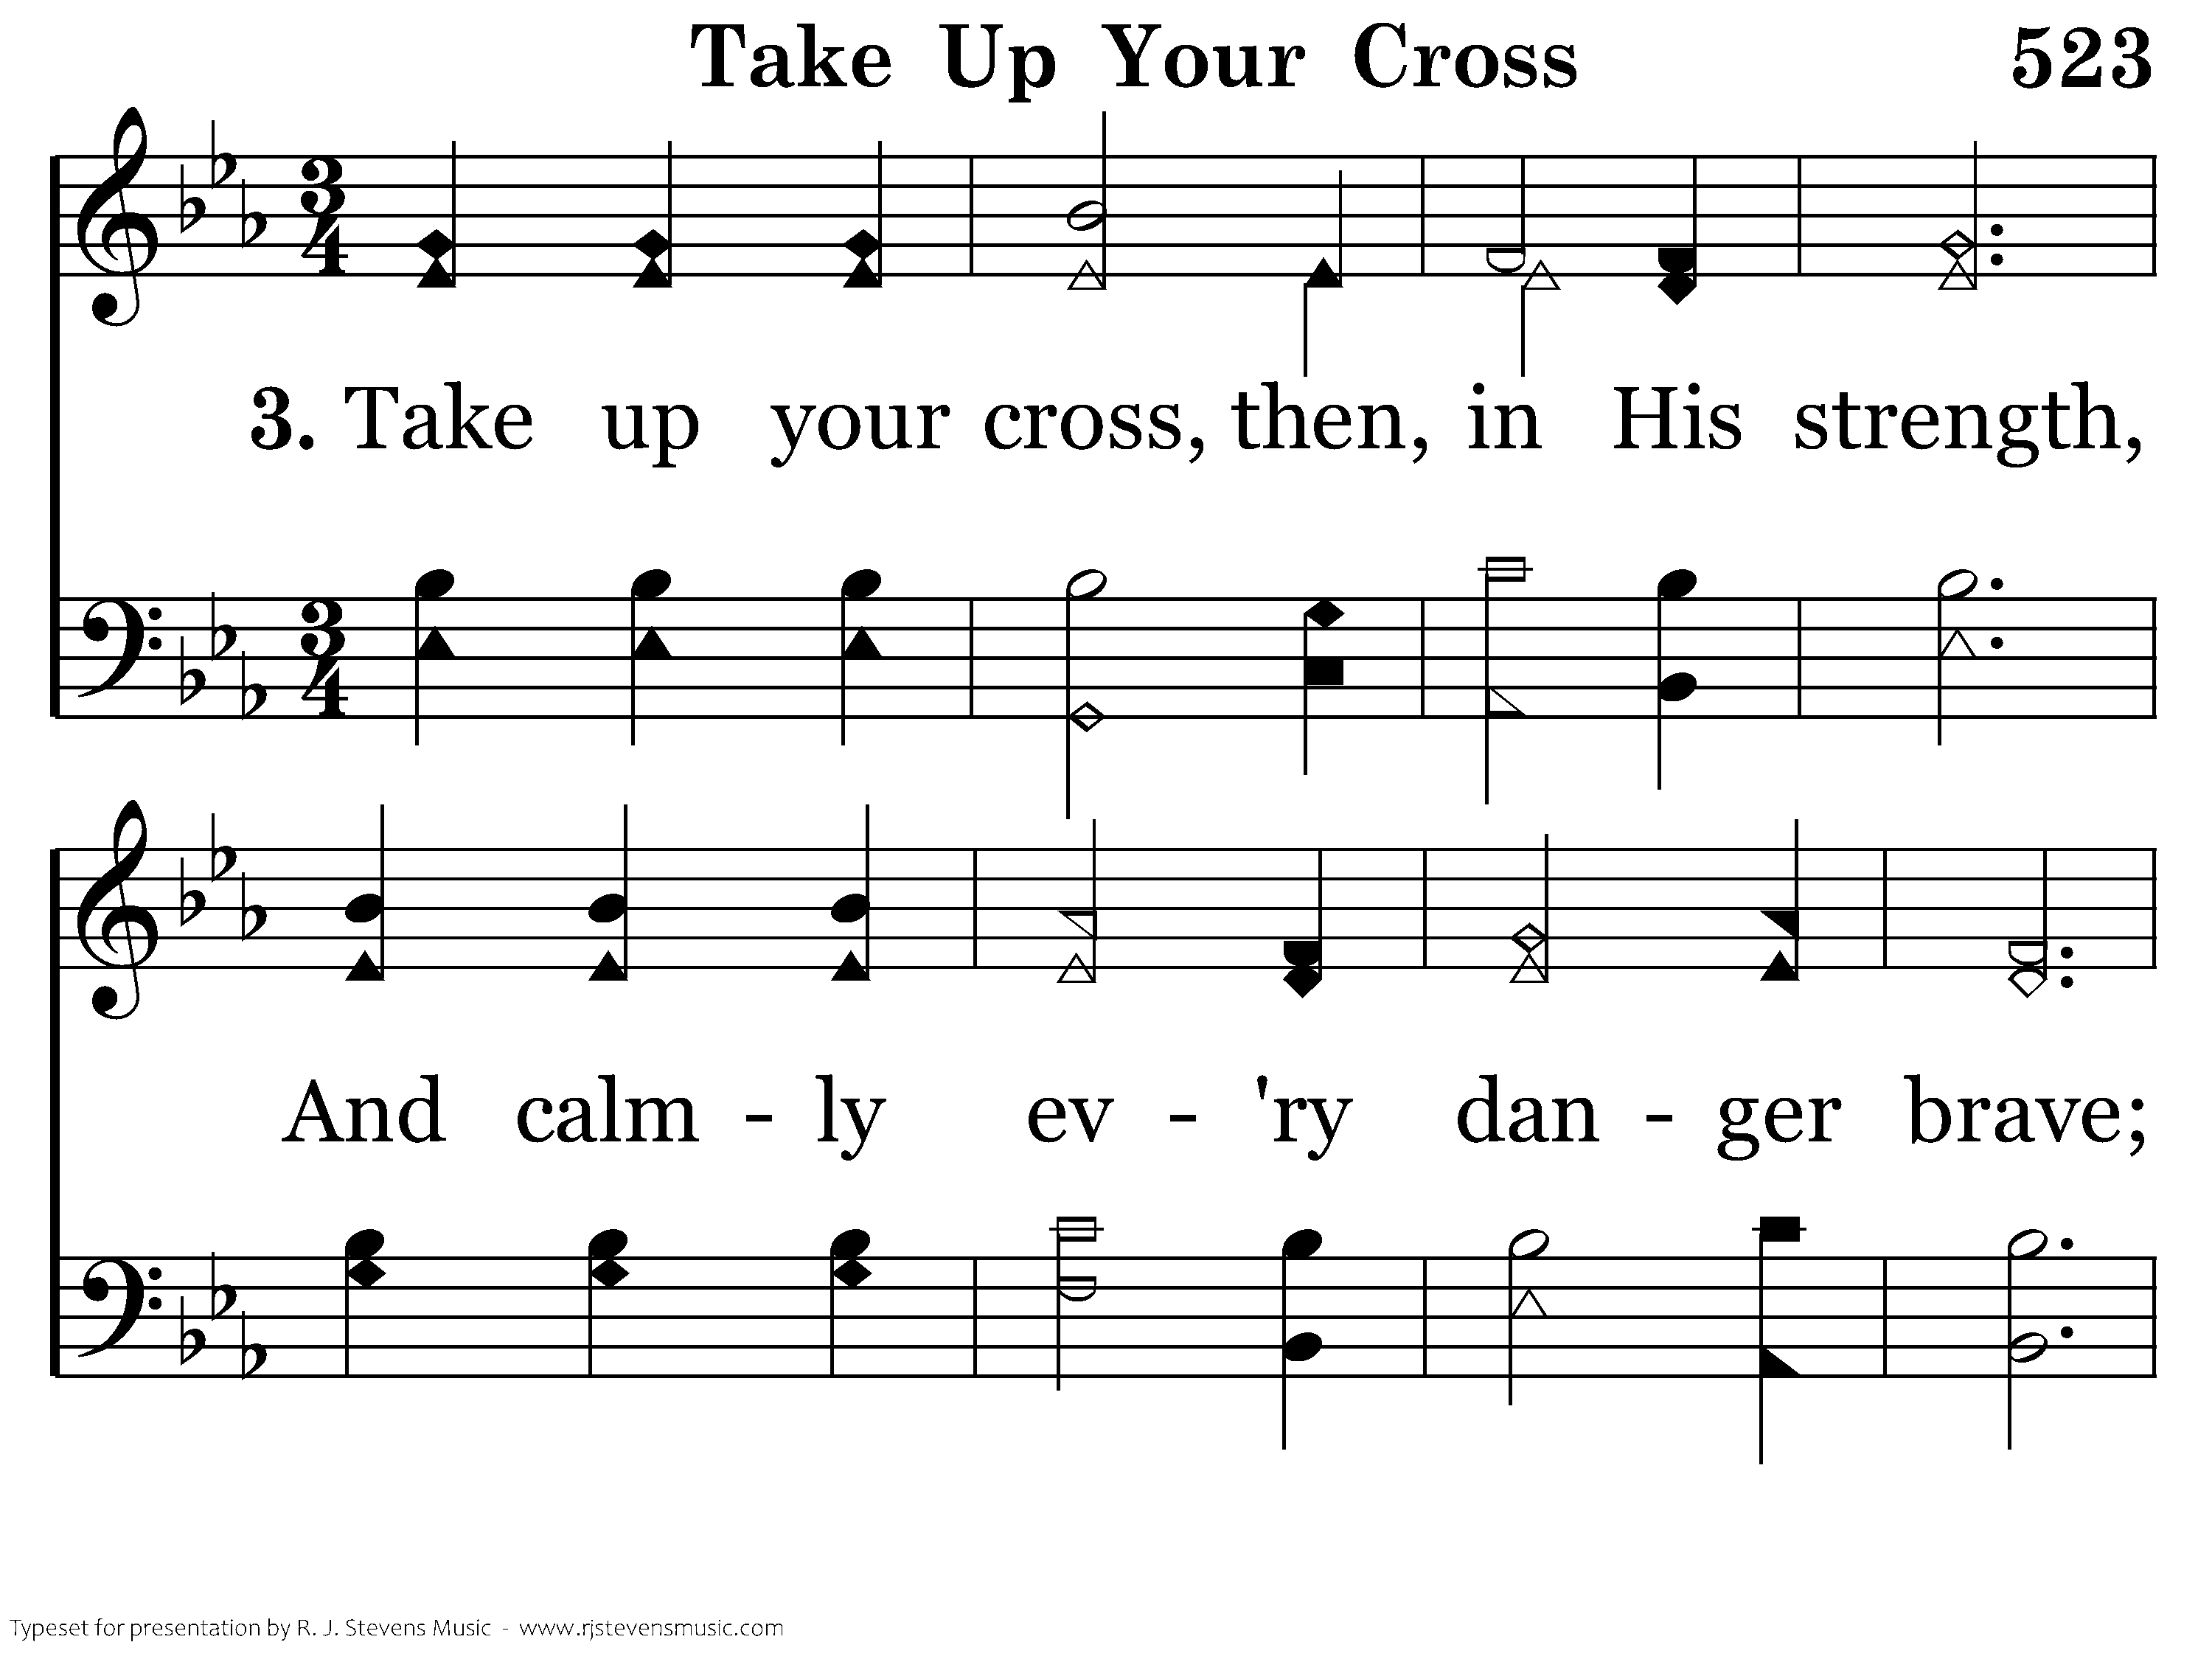 Take Up Your Cross 523
3. Take up your cross, then, in His strength,
And calm - ly ev - 'ry dan - ger brave;
Typeset for presentation by R. J. Stevens Music - www.rjstevensmusic.com